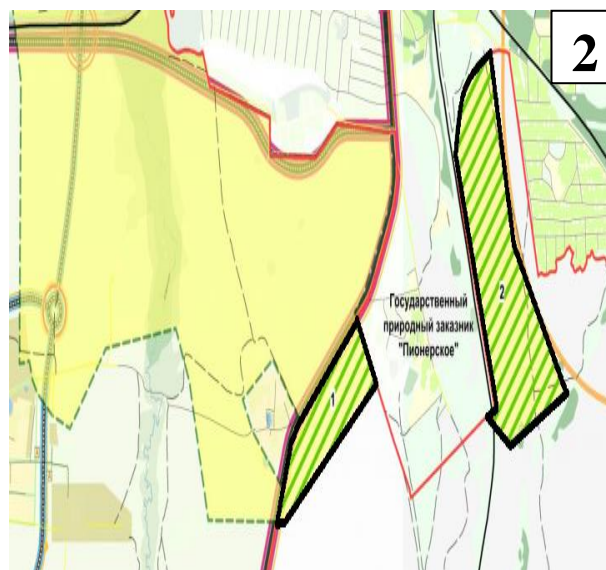 2
Государственный
природный заказник
"Пионерское"
2
1